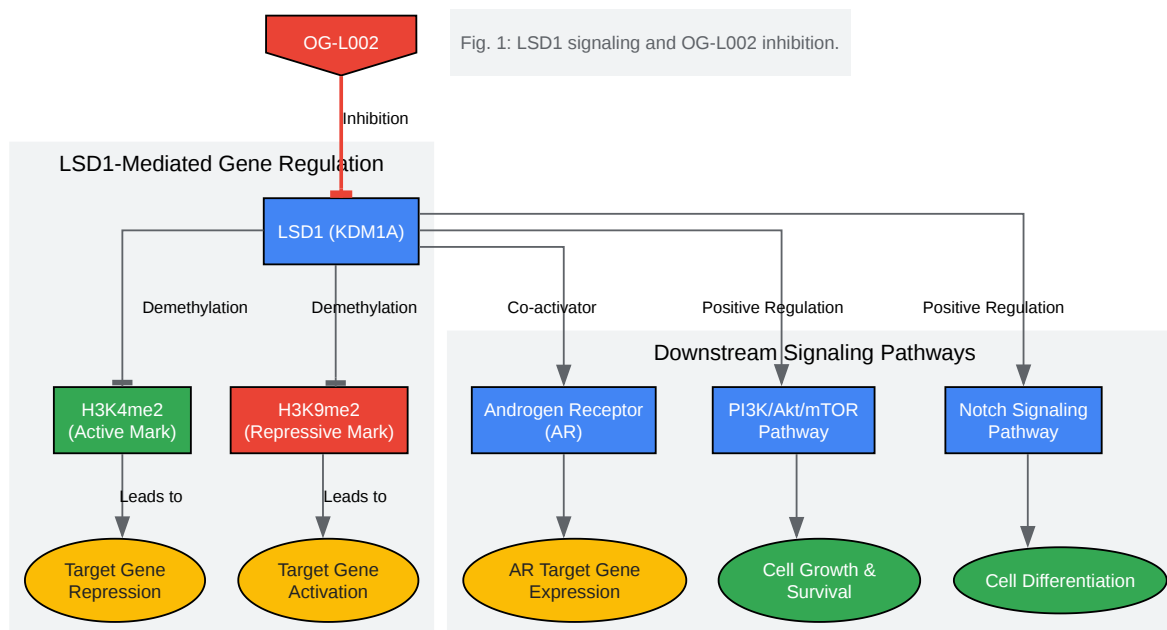 OG-L002
Fig. 1: LSD1 signaling and OG-L002 inhibition.
Inhibition
LSD1-Mediated Gene Regulation
LSD1 (KDM1A)
Demethylation
Demethylation
Co-activator
Positive Regulation
Positive Regulation
Downstream Signaling Pathways
H3K4me2
(Active Mark)
H3K9me2
(Repressive Mark)
Androgen Receptor
(AR)
PI3K/Akt/mTOR
Pathway
Notch Signaling
Pathway
Leads to
Leads to
Target Gene
Repression
Target Gene
Activation
AR Target Gene
Expression
Cell Growth &
Survival
Cell Differentiation